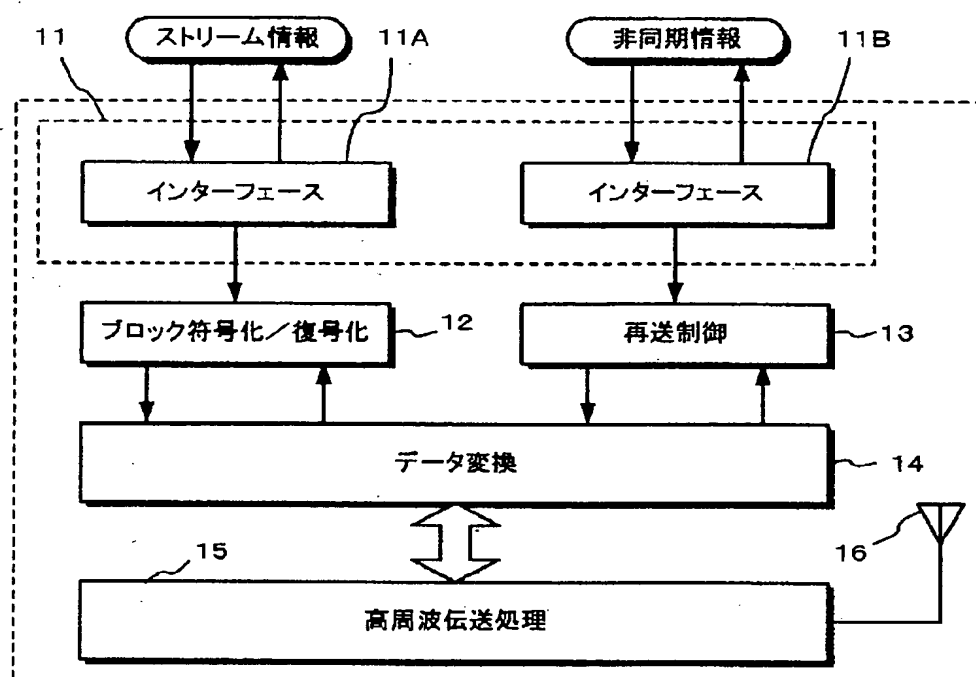 11
ストリーム情報
11A
非同期情報
11B
インターフェース
インターフェース
ブロック符号化／復号化
12
再送制御
13
データ変換
14
15
16
高周波伝送処理